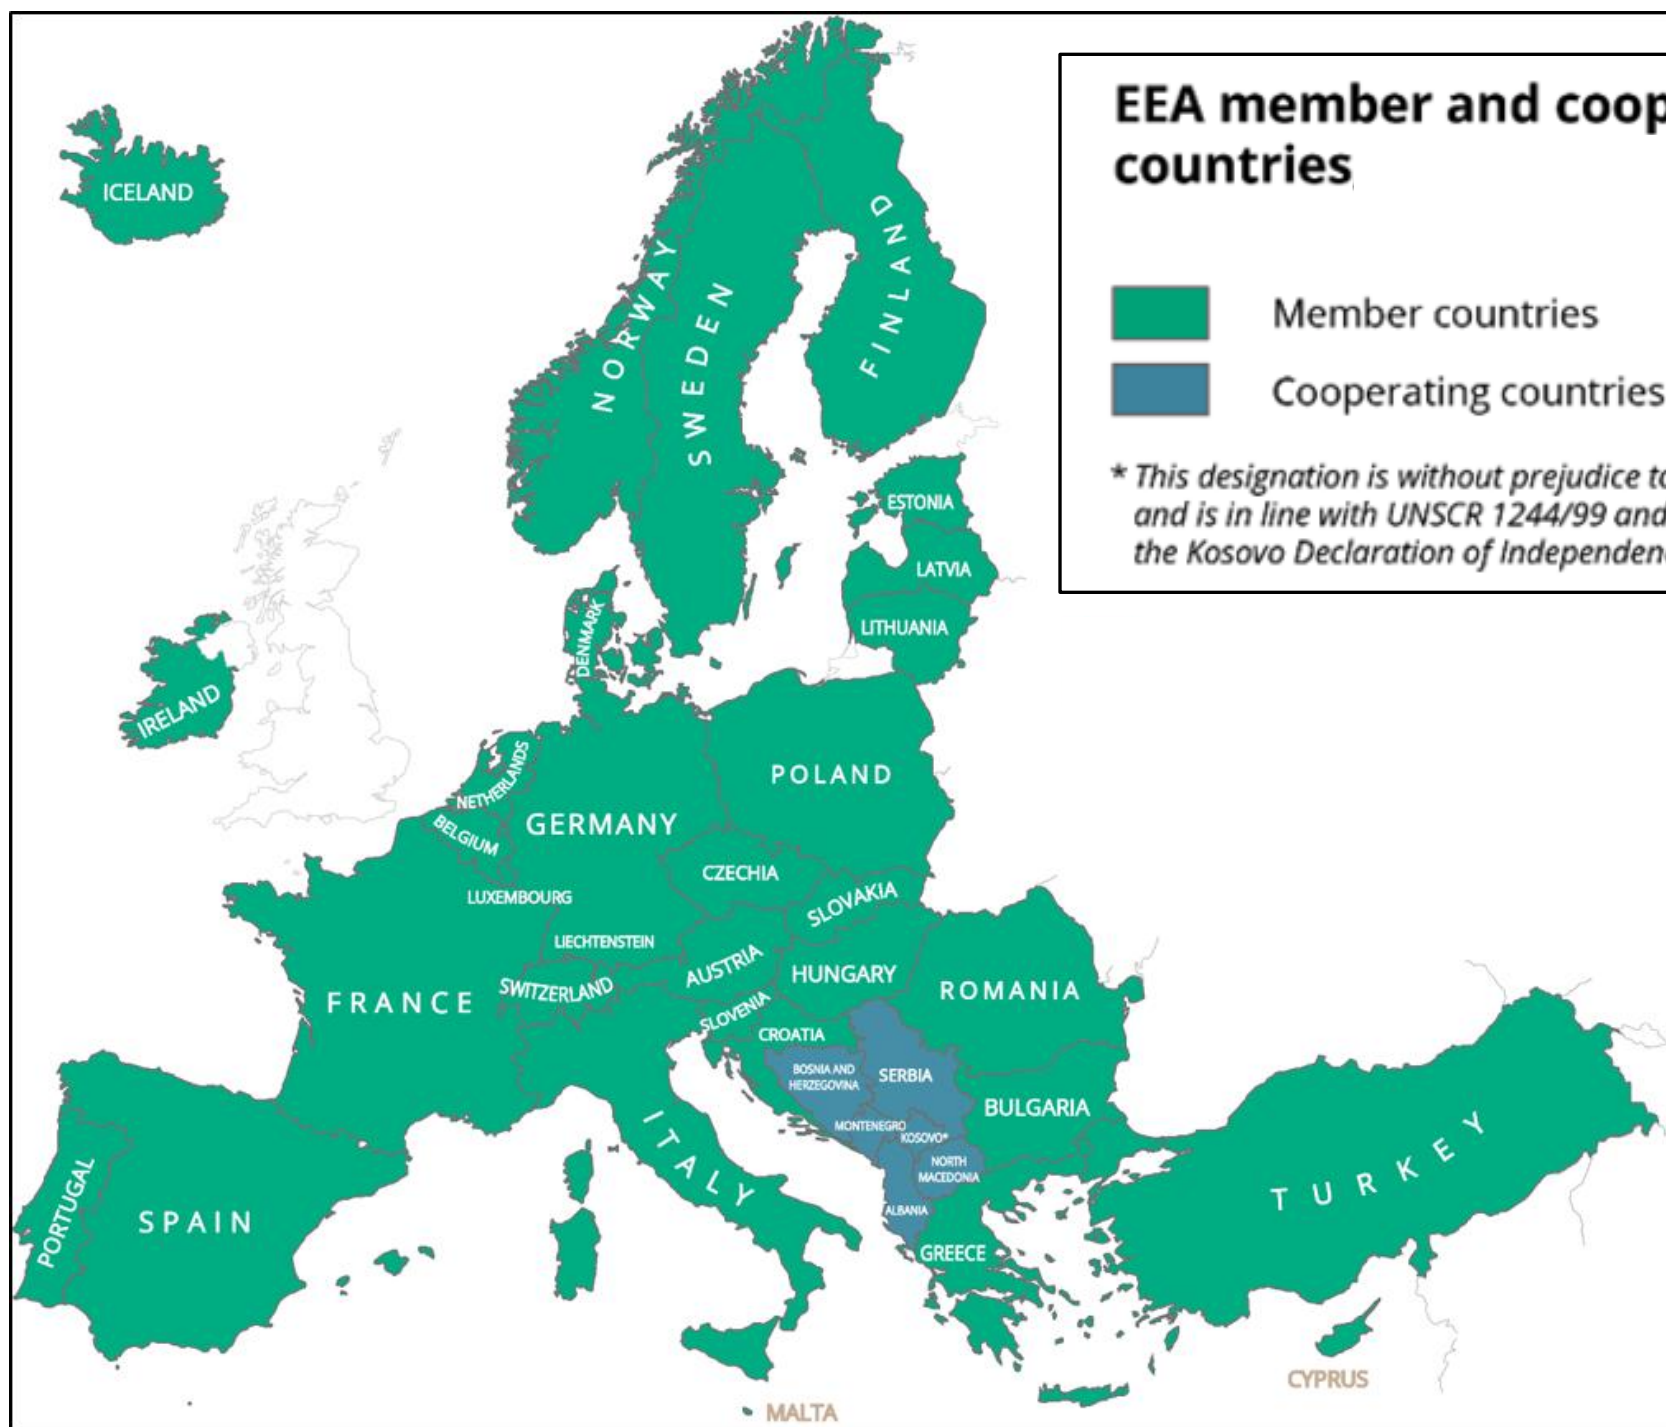 EEA member and coop
countries
Member countries
Cooperating countries
* This designation is without prejudice to
and is in line with UNSCR 1244/99 and
the Kosovo Declaration of Independen
ICELAND
NORWAY
SWEDEN
FINLAND
ESTONIA
LATVIA
LITHUANIA
DENMARK
IRELAND
NETHERLANDS
BELGIUM
GERMANY
POLAND
LUXEMBOURG
CZECHIA
SLOVAKIA
LIECHTENSTEIN
SWITZERLAND
AUSTRIA
HUNGARY
ROMANIA
FRANCE
SLOVENIA
CROATIA
BOSNIA AND
HERZEGOVINA
SERBIA
BULGARIA
MONTENEGRO
KOSOVO*
NORTH
MACEDONIA
ALBANIA
ITALY
PORTUGAL
SPAIN
GREECE
TURKEY
CYPRUS
MALTA